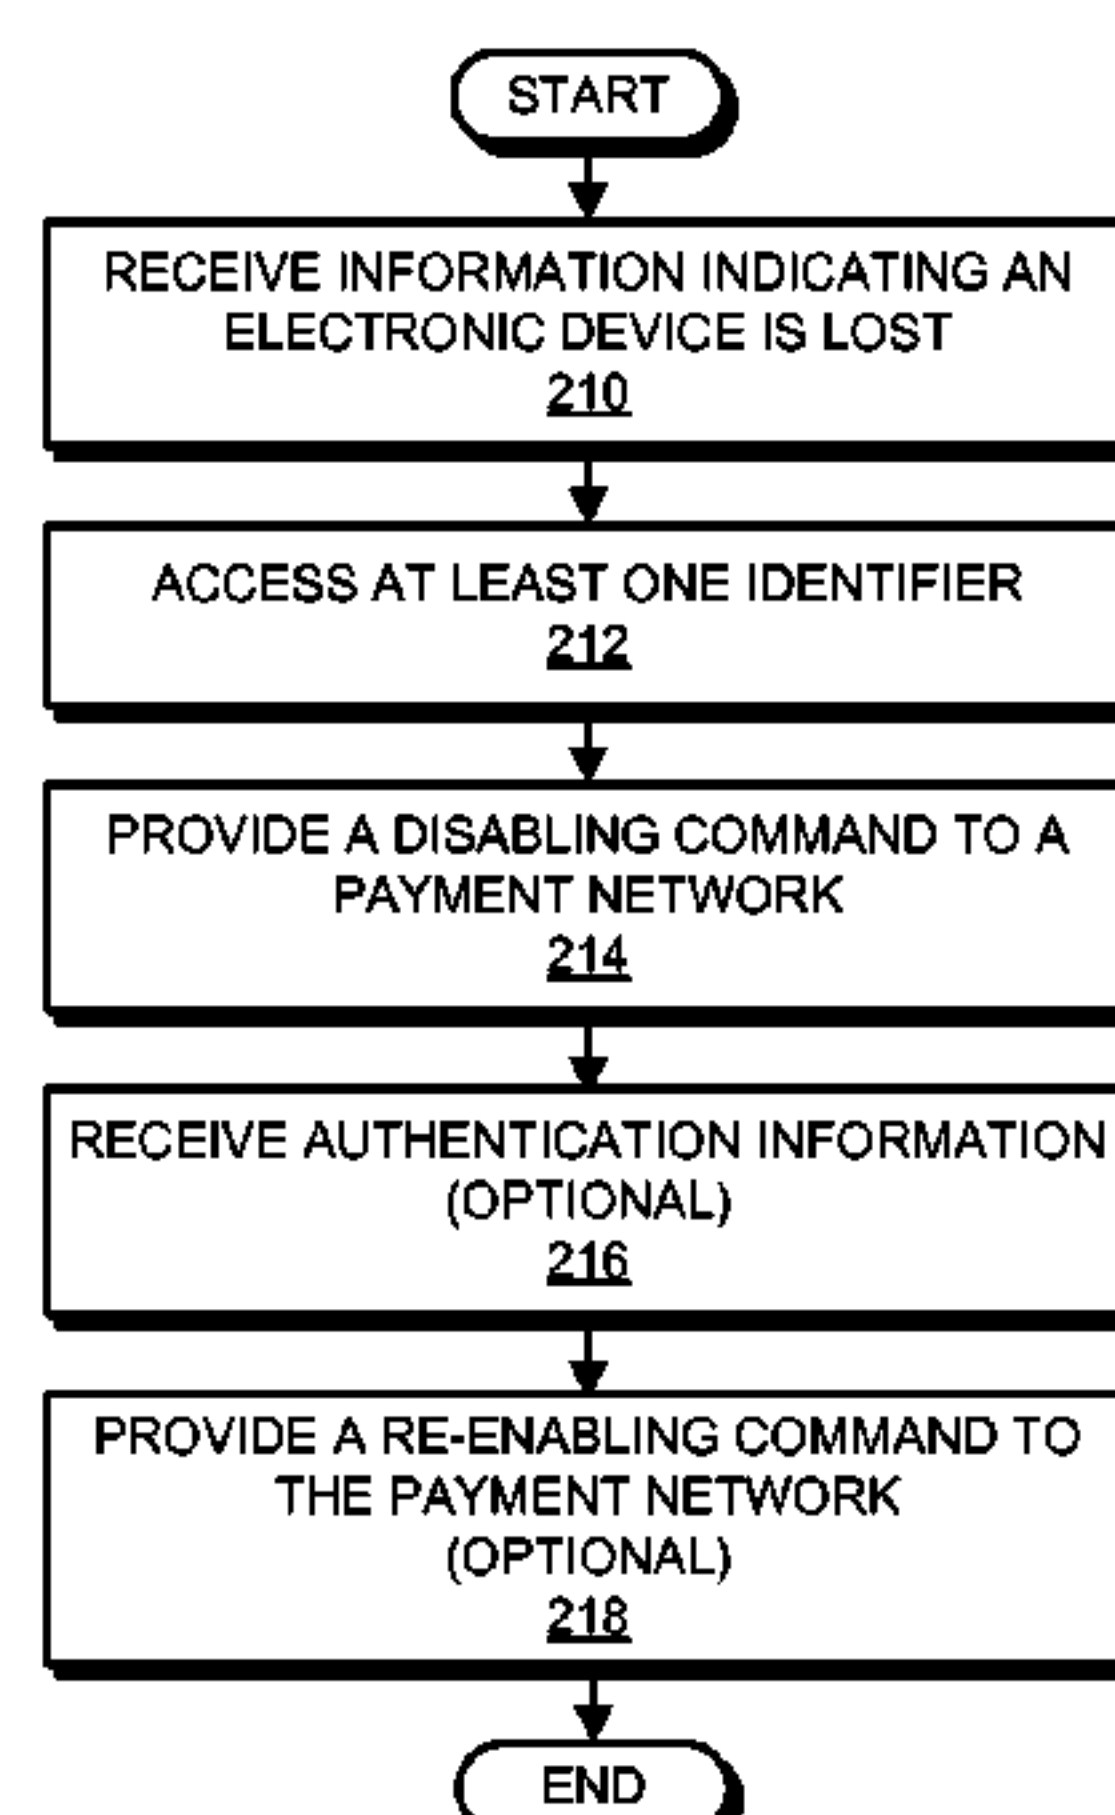 START
RECEIVE INFORMATION INDICATING AN
ELECTRONIC DEVICE IS LOST
210
ACCESS AT LEAST ONE IDENTIFIER
212
PROVIDE A DISABLING COMMAND TO A
PAYMENT NETWORK
214
RECEIVE AUTHENTICATION INFORMATION
(OPTIONAL)
216
PROVIDE A RE-ENABLING COMMAND TO
THE PAYMENT NETWORK
(OPTIONAL)
218
END